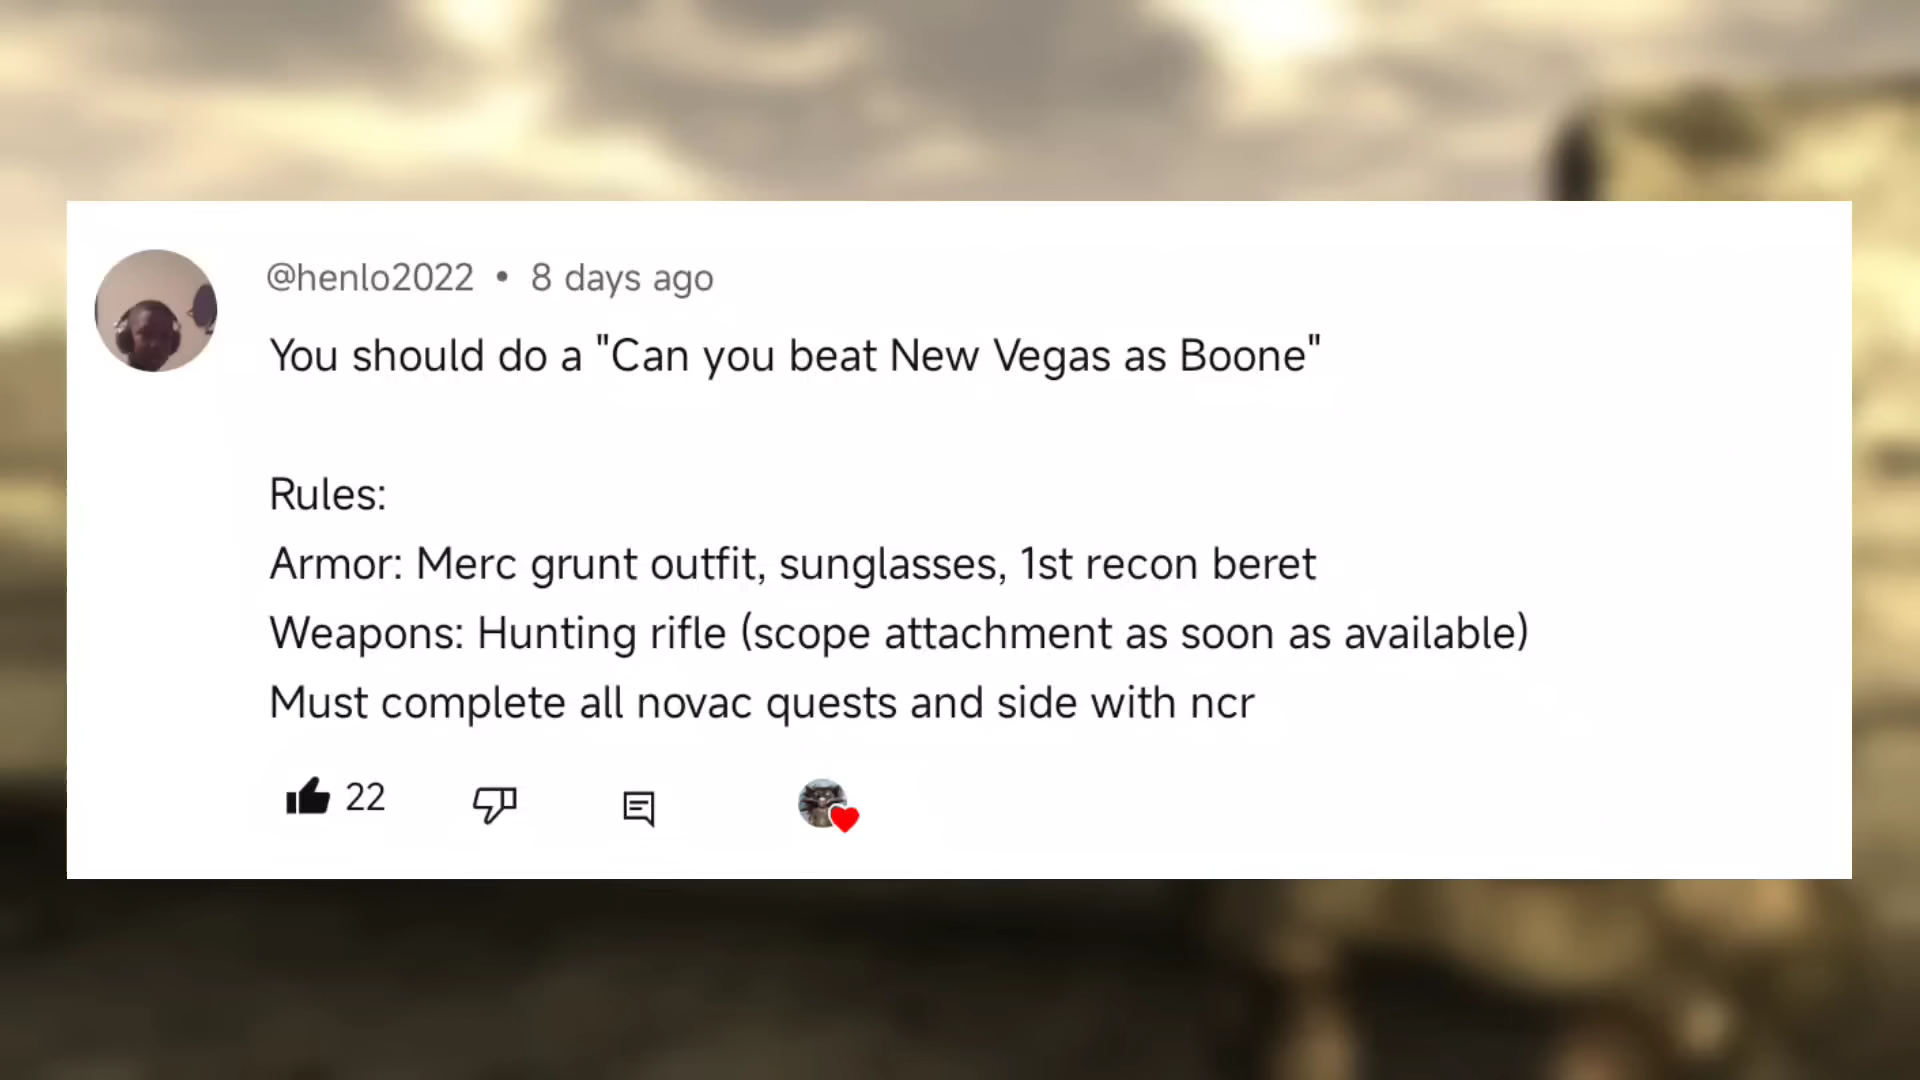 @henlo2022 • 8 days ago
You should do a "Can you beat New Vegas as Boone"
Rules:
Armor: Merc grunt outfit, sunglasses, 1st recon beret
Weapons: Hunting rifle (scope attachment as soon as available)
Must complete all novac quests and side with ncr
22